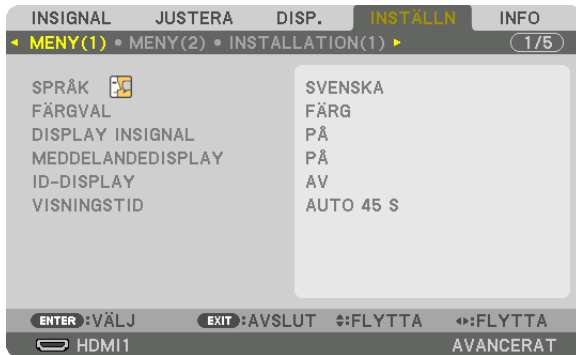 INSIGNAL JUSTERA DISP. INSTÄLLN INFO
MENY(1) • MENY(2) • INSTALLATION(1) 1/5
SPRÅK SVENSKA
FÄRGVAL FÄRG
DISPLAY INSIGNAL PÅ
MEDDELANDEDISPLAY PÅ
ID-DISPLAY AV
VISNINGSTID AUTO 45 S
ENTER :VÄLJ EXIT :AVSLUT :FLYTTA :FLYTTA
HDMI1 AVANCERAT